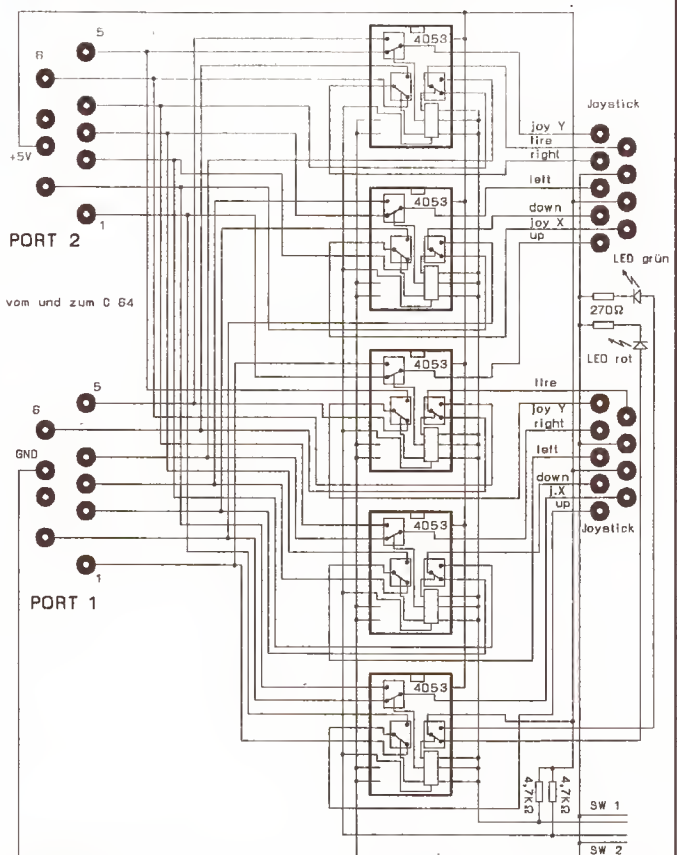 5
6
+5V
1
PORT 2
vom und zum C 64
5
6
GND
1
PORT 1
4053
4053
4053
4053
4053
Joystick
joy Y
fire
right
left
down
joy X
up
LED grün
270Ω
LED rot
fire
joy Y
right
left
down
j.X
up
Joystick
4,7KΩ
4,7KΩ
SW 1
SW 2